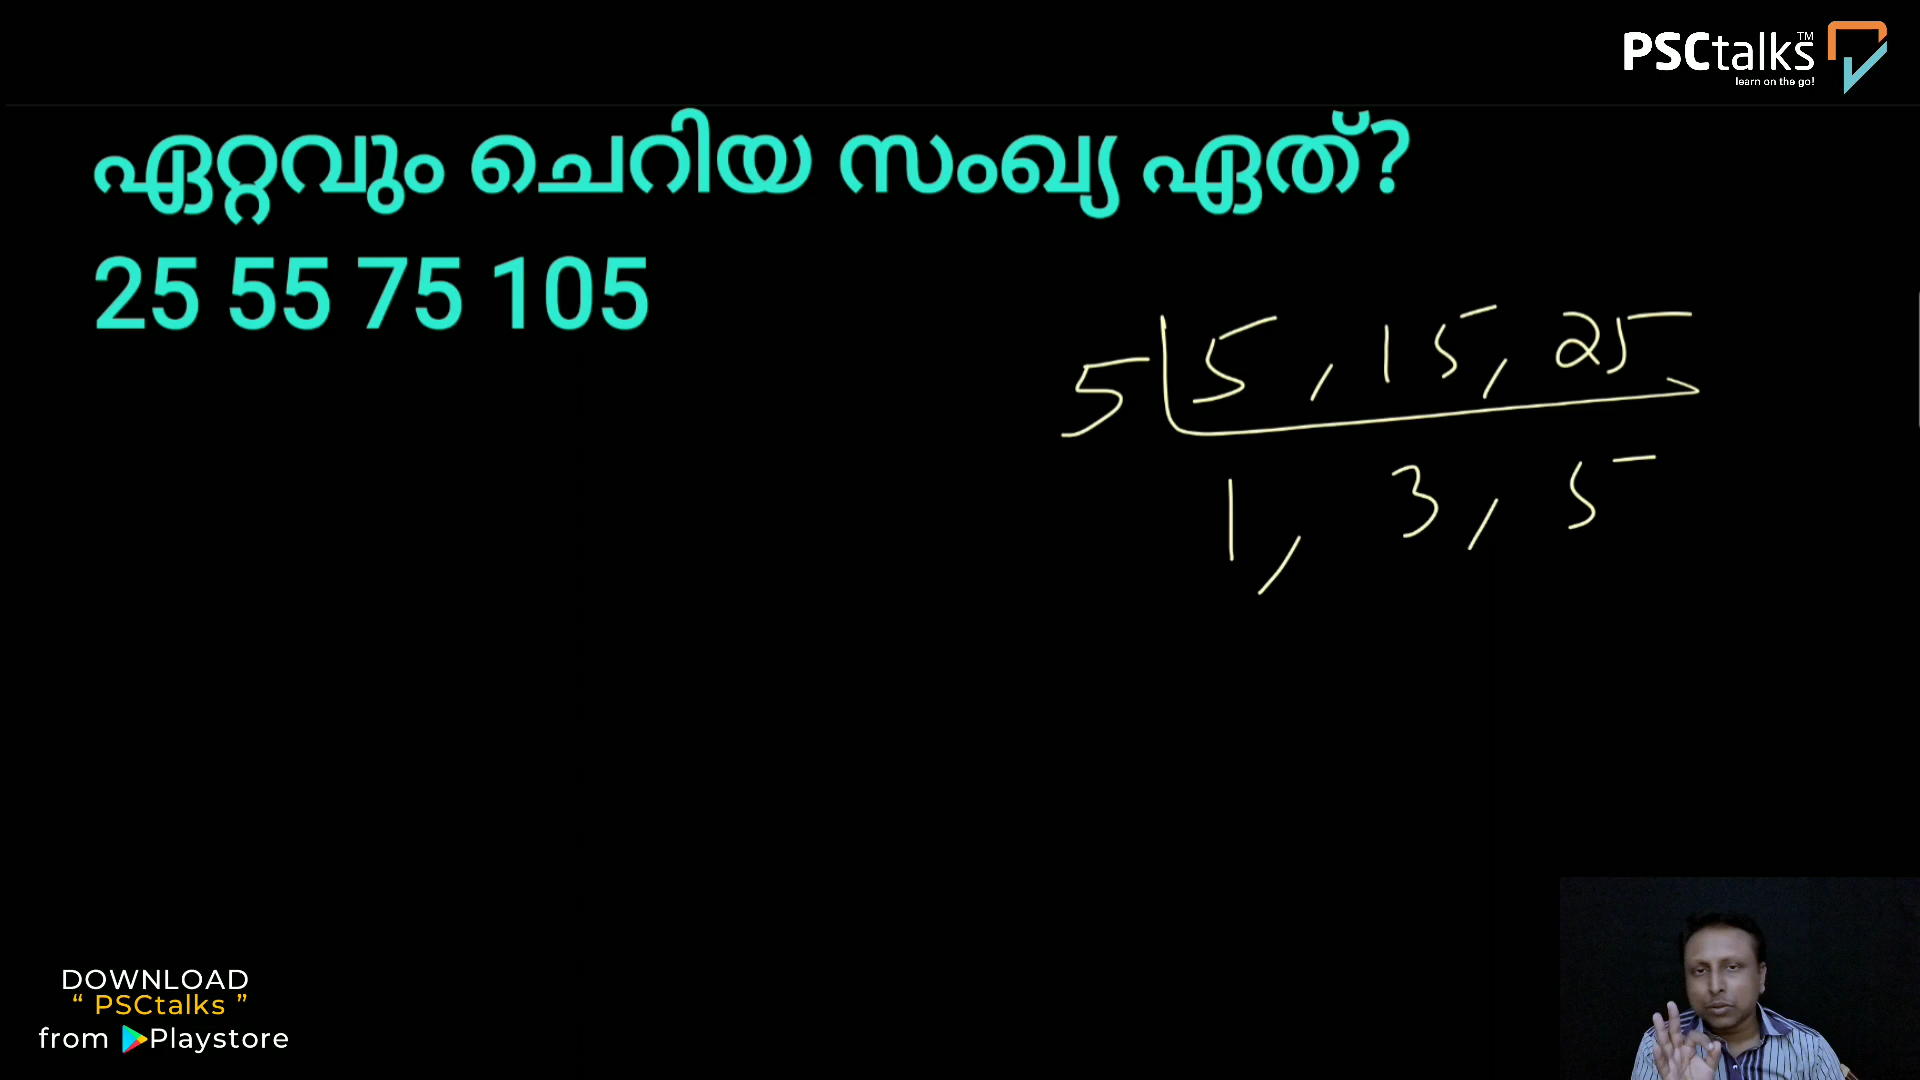 PSCtalks™
learn on the go!
ഏറ്റവും ചെറിയ സംഖ്യ ഏത്?
25 55 75 105
5 | 5 , 15 , 25
1 , 3 , 5
DOWNLOAD
“ PSCtalks ”
from Playstore